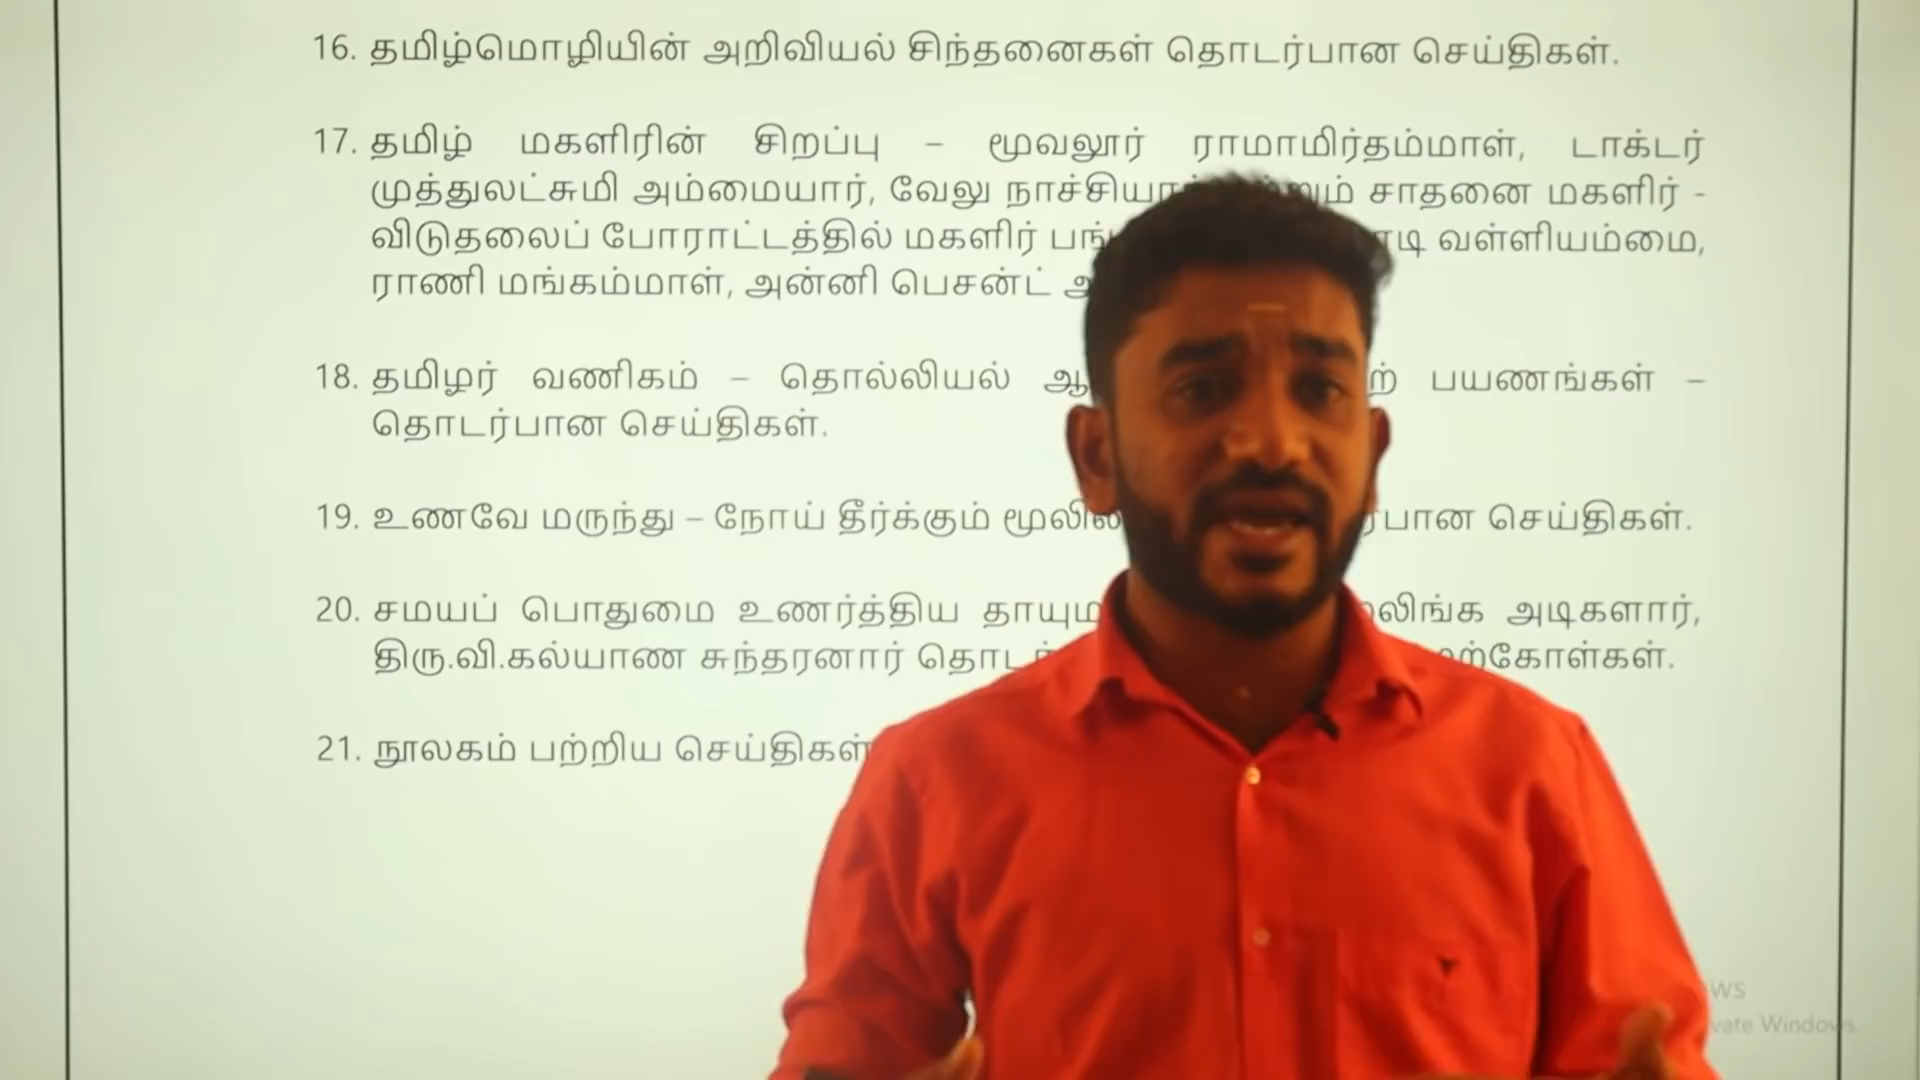 16. தமிழ்மொழியின் அறிவியல் சிந்தனைகள் தொடர்பான செய்திகள்.
17. தமிழ் மகளிரின் சிறப்பு – மூவலூர் ராமாமிர்தம்மாள், டாக்டர்
முத்துலட்சுமி அம்மையார், வேலு நாச்சியார் சாதனை மகளிர் -
விடுதலைப் போராட்டத்தில் மகளிர் வள்ளியம்மை,
ராணி மங்கம்மாள், அன்னி பெசன்ட்
18. தமிழர் வணிகம் – தொல்லியல் பயணங்கள் –
தொடர்பான செய்திகள்.
19. உணவே மருந்து – நோய் தீர்க்கும் செய்திகள்.
20. சமயப் பொதுமை உணர்த்திய அடிகளார்,
திரு.வி.கல்யாண சுந்தரனார்
21. நூலகம் பற்றிய செய்திகள்